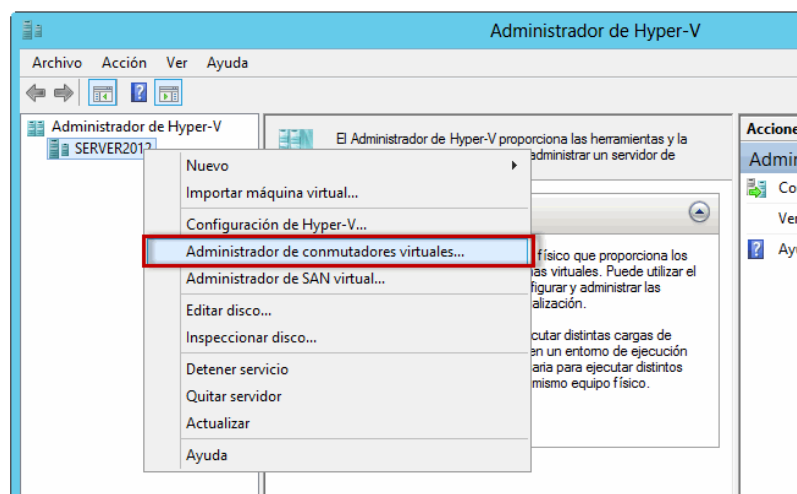 Administrador de Hyper-V
Archivo Acción Ver Ayuda
Administrador de Hyper-V
SERVER2012
El Administrador de Hyper-V proporciona las herramientas y la
administrar un servidor de
Nuevo
Importar máquina virtual...
Configuración de Hyper-V...
Administrador de conmutadores virtuales...
Administrador de SAN virtual...
Editar disco...
Inspeccionar disco...
Detener servicio
Quitar servidor
Actualizar
Ayuda
físico que proporciona los
virtuales. Puede utilizar el
figurar y administrar las
alización.
cutar distintas cargas de
en un entorno de ejecución
aria para ejecutar distintos
mismo equipo físico.
Accione
Admin
Co
Ver
Ay